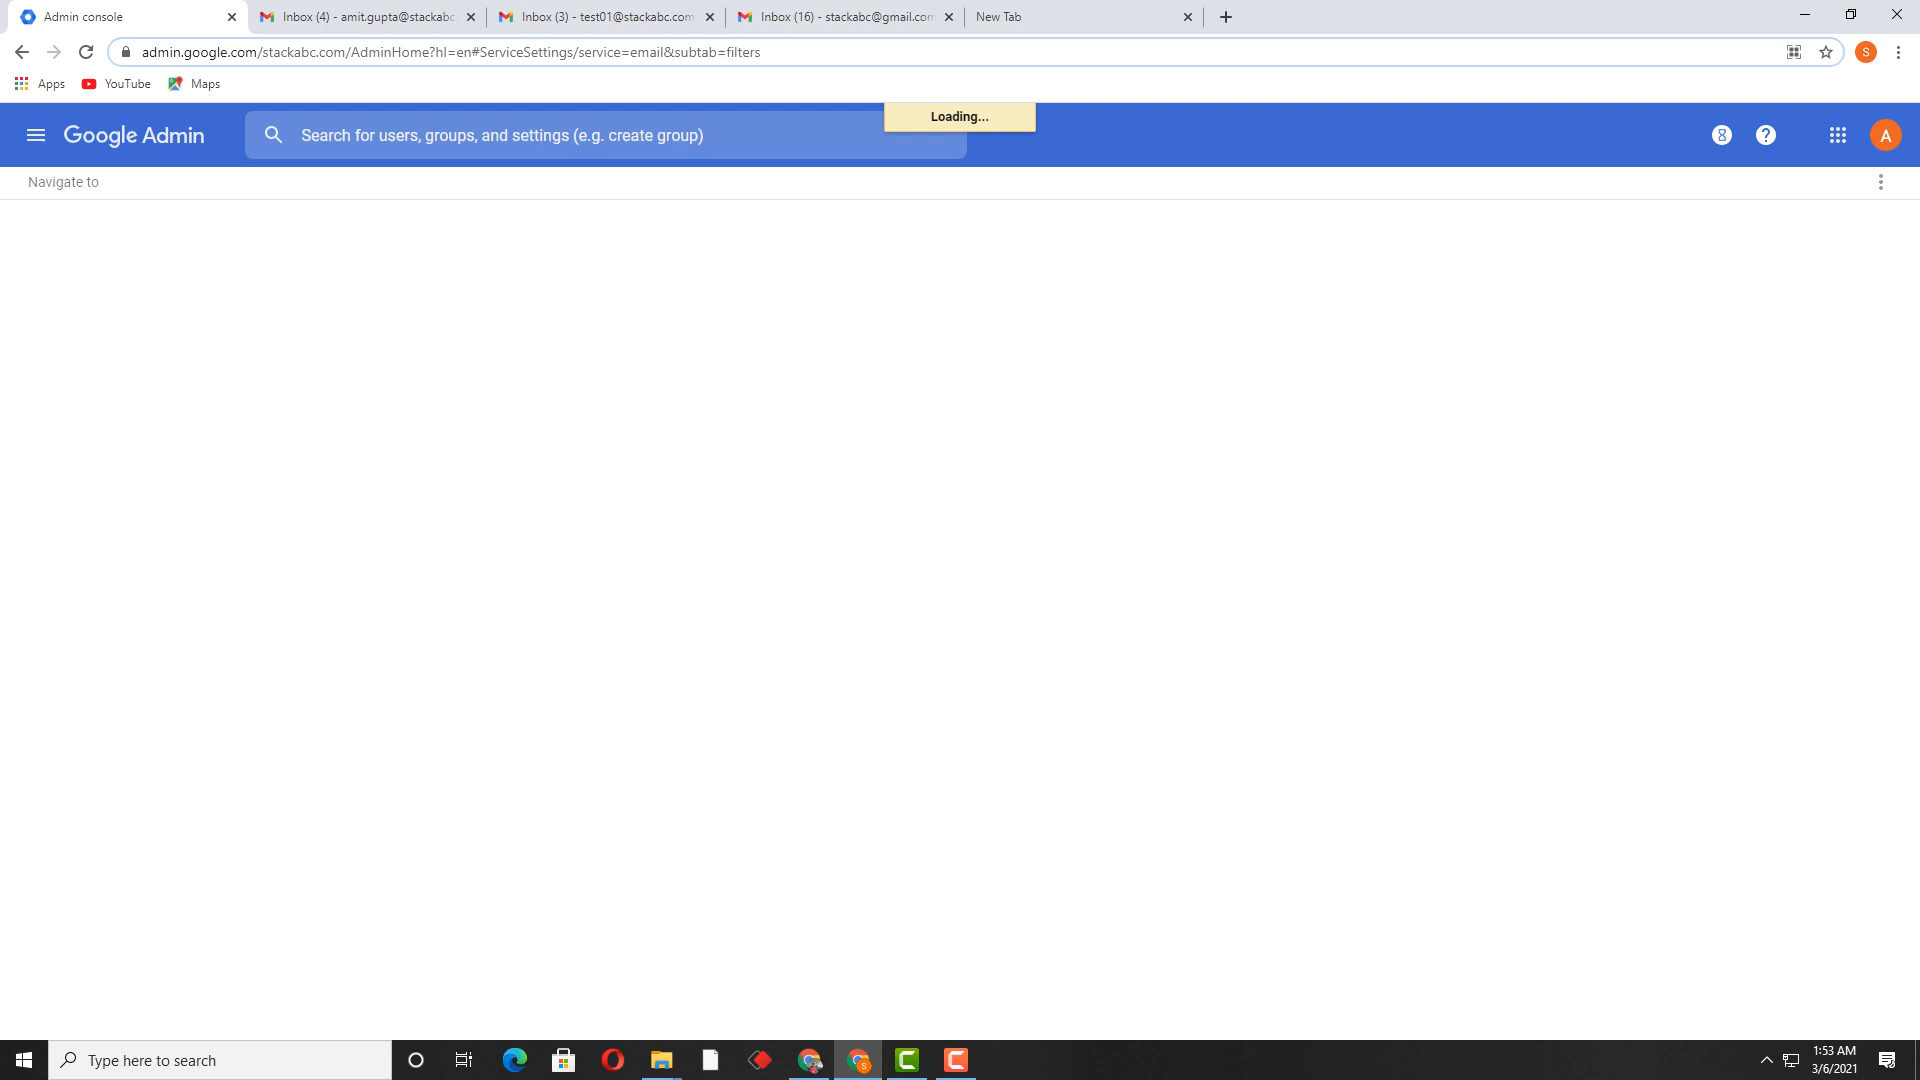 Admin console
Inbox (4) - amit.gupta@stackabc.
Inbox (3) - test01@stackabc.com
Inbox (16) - stackabc@gmail.com
New Tab
admin.google.com/stackabc.com/AdminHome?hl=en#ServiceSettings/service=email&subtab=filters
S
Apps
YouTube
Maps
Loading...
Google Admin
Search for users, groups, and settings (e.g. create group)
8
?
A
Navigate to
Type here to search
S
1:53 AM
3/6/2021